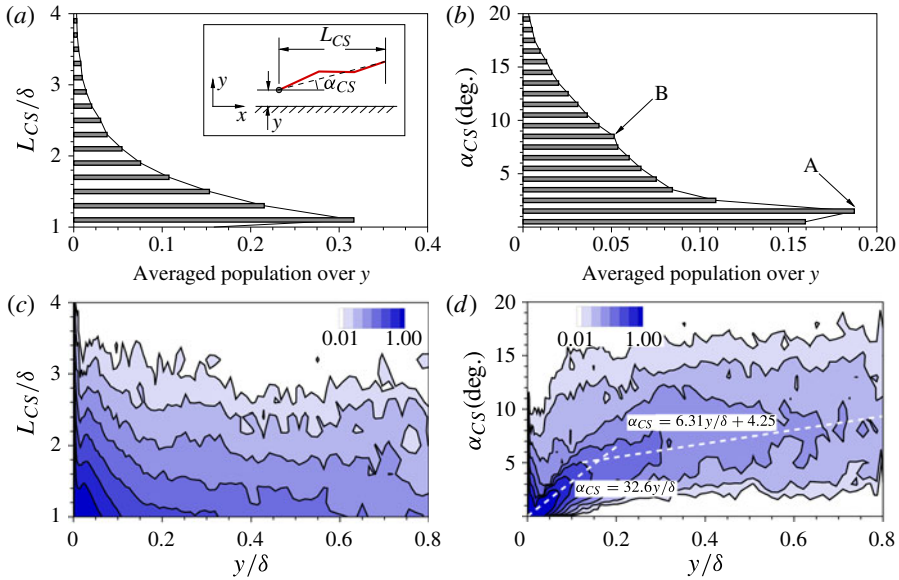 (a)
4
3
2
1
0
0.1
0.2
0.3
0.4
L_CS/δ
Averaged population over y
L_CS
α_CS
y
x
y
(b)
20
15
10
5
0
0.05
0.10
0.15
0.20
α_CS (deg.)
B
A
Averaged population over y
(c)
4
3
2
1
0
0.2
0.4
0.6
0.8
L_CS/δ
y/δ
0.01 1.00
(d)
20
15
10
5
0
0.2
0.4
0.6
0.8
α_CS (deg.)
y/δ
0.01 1.00
α_CS = 6.31y/δ + 4.25
α_CS = 32.6y/δ